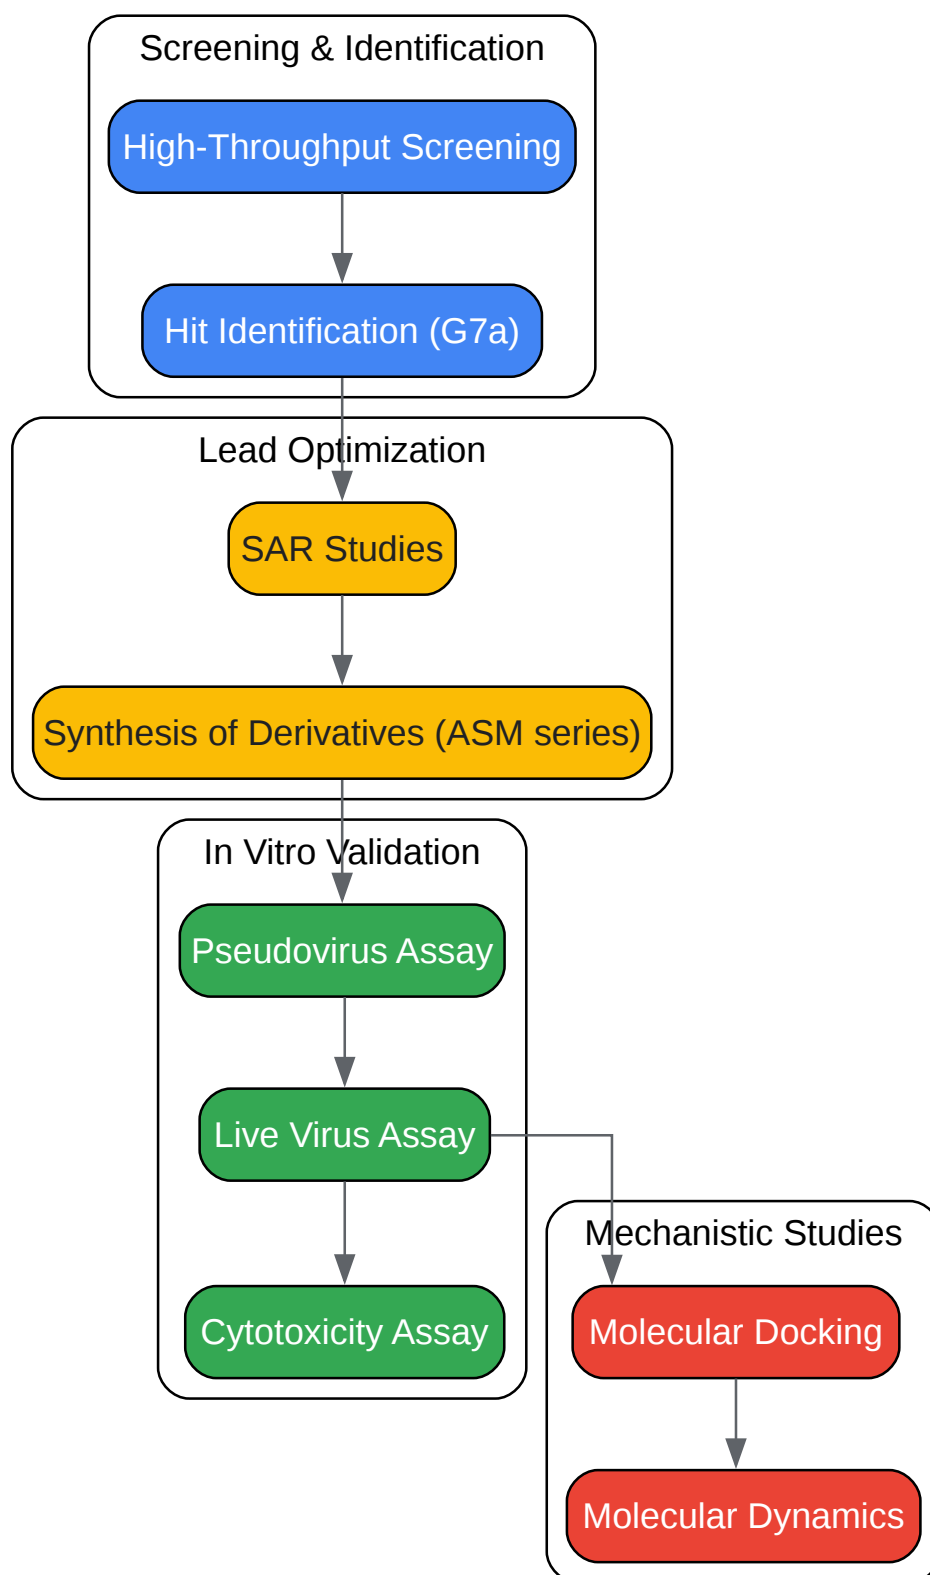 Screening & Identification
High-Throughput Screening
Hit Identification (G7a)
Lead Optimization
SAR Studies
Synthesis of Derivatives (ASM series)
In Vitro Validation
Pseudovirus Assay
Live Virus Assay
Cytotoxicity Assay
Mechanistic Studies
Molecular Docking
Molecular Dynamics